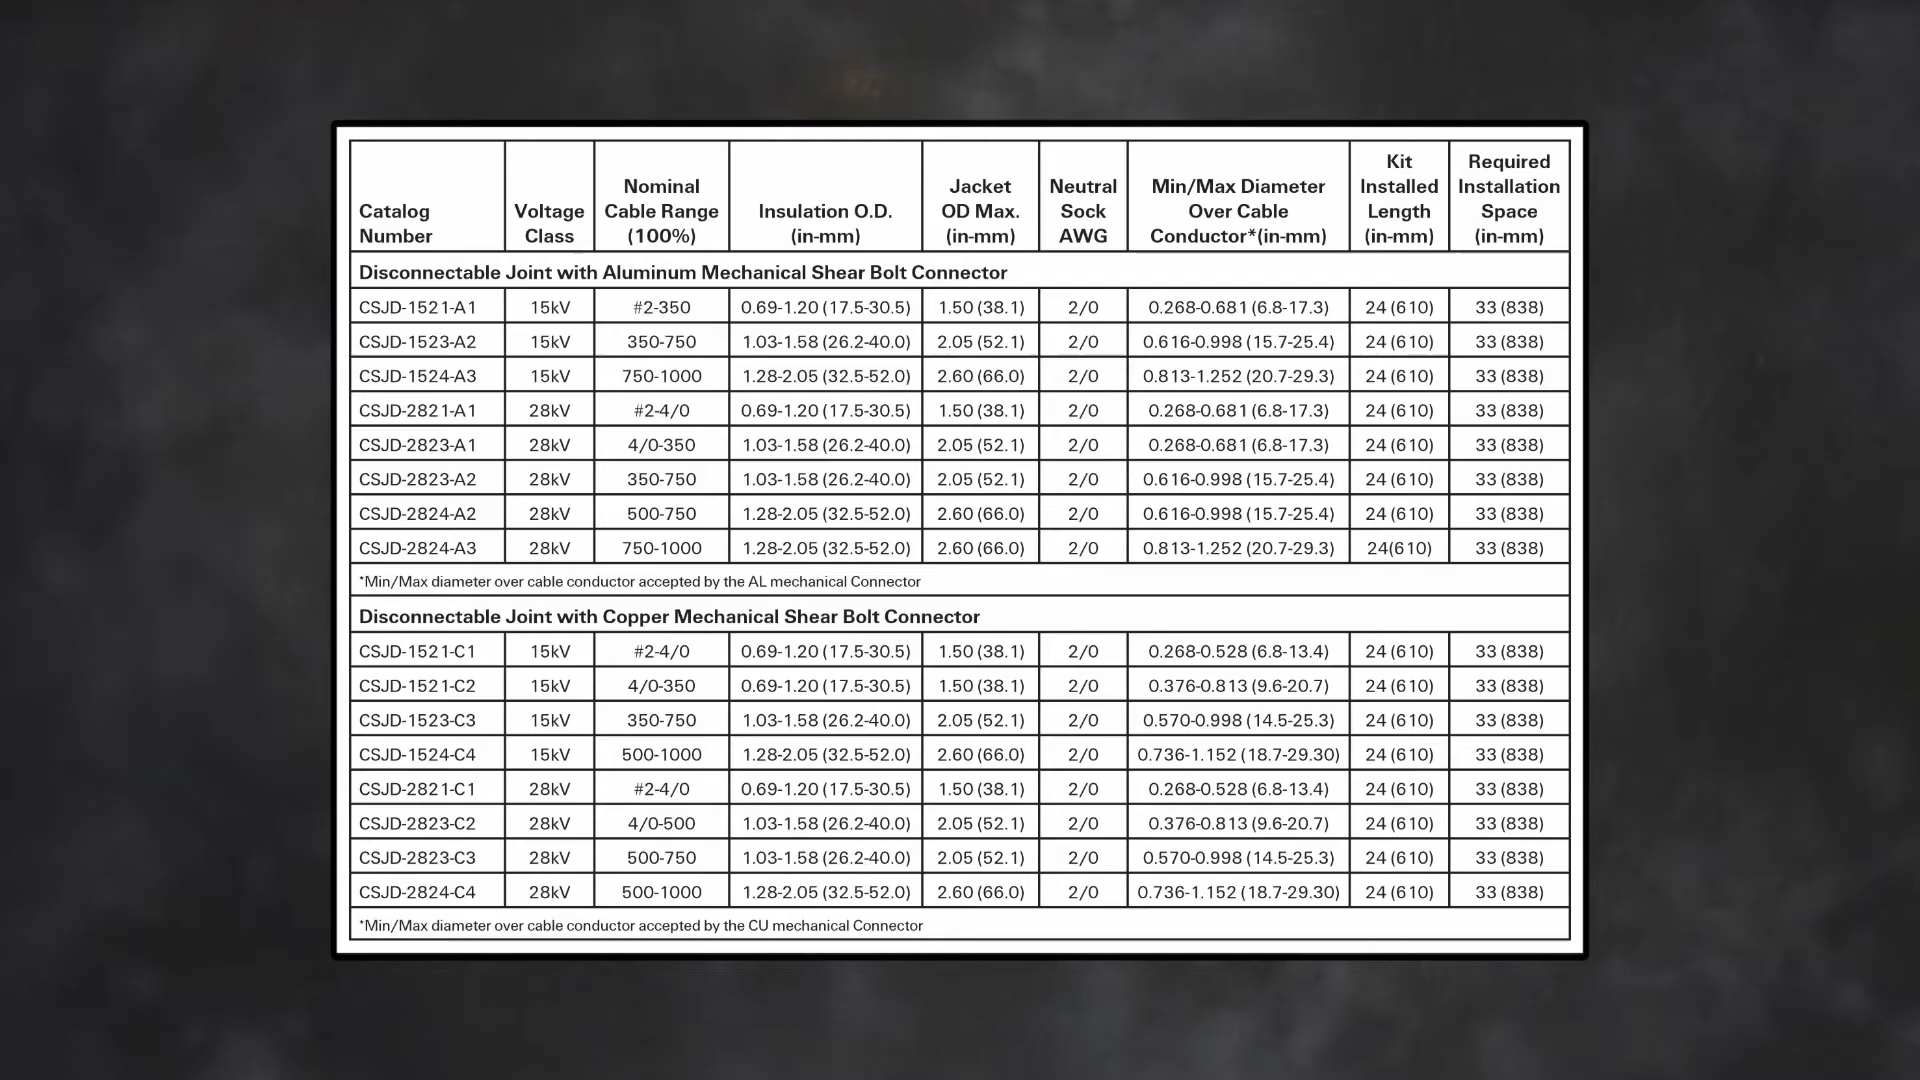 Catalog Number | Voltage Class | Nominal Cable Range (100%) | Insulation O.D. (in-mm) | Jacket OD Max. (in-mm) | Neutral Sock AWG | Min/Max Diameter Over Cable Conductor*(in-mm) | Kit Installed Length (in-mm) | Required Installation Space (in-mm)
Disconnectable Joint with Aluminum Mechanical Shear Bolt Connector
CSJD-1521-A1 | 15kV | #2-350 | 0.69-1.20 (17.5-30.5) | 1.50 (38.1) | 2/0 | 0.268-0.681 (6.8-17.3) | 24 (610) | 33 (838)
CSJD-1523-A2 | 15kV | 350-750 | 1.03-1.58 (26.2-40.0) | 2.05 (52.1) | 2/0 | 0.616-0.998 (15.7-25.4) | 24 (610) | 33 (838)
CSJD-1524-A3 | 15kV | 750-1000 | 1.28-2.05 (32.5-52.0) | 2.60 (66.0) | 2/0 | 0.813-1.252 (20.7-29.3) | 24 (610) | 33 (838)
CSJD-2821-A1 | 28kV | #2-4/0 | 0.69-1.20 (17.5-30.5) | 1.50 (38.1) | 2/0 | 0.268-0.681 (6.8-17.3) | 24 (610) | 33 (838)
CSJD-2823-A1 | 28kV | 4/0-350 | 1.03-1.58 (26.2-40.0) | 2.05 (52.1) | 2/0 | 0.268-0.681 (6.8-17.3) | 24 (610) | 33 (838)
CSJD-2823-A2 | 28kV | 350-750 | 1.03-1.58 (26.2-40.0) | 2.05 (52.1) | 2/0 | 0.616-0.998 (15.7-25.4) | 24 (610) | 33 (838)
CSJD-2824-A2 | 28kV | 500-750 | 1.28-2.05 (32.5-52.0) | 2.60 (66.0) | 2/0 | 0.616-0.998 (15.7-25.4) | 24 (610) | 33 (838)
CSJD-2824-A3 | 28kV | 750-1000 | 1.28-2.05 (32.5-52.0) | 2.60 (66.0) | 2/0 | 0.813-1.252 (20.7-29.3) | 24(610) | 33 (838)
*Min/Max diameter over cable conductor accepted by the AL mechanical Connector
Disconnectable Joint with Copper Mechanical Shear Bolt Connector
CSJD-1521-C1 | 15kV | #2-4/0 | 0.69-1.20 (17.5-30.5) | 1.50 (38.1) | 2/0 | 0.268-0.528 (6.8-13.4) | 24 (610) | 33 (838)
CSJD-1521-C2 | 15kV | 4/0-350 | 0.69-1.20 (17.5-30.5) | 1.50 (38.1) | 2/0 | 0.376-0.813 (9.6-20.7) | 24 (610) | 33 (838)
CSJD-1523-C3 | 15kV | 350-750 | 1.03-1.58 (26.2-40.0) | 2.05 (52.1) | 2/0 | 0.570-0.998 (14.5-25.3) | 24 (610) | 33 (838)
CSJD-1524-C4 | 15kV | 500-1000 | 1.28-2.05 (32.5-52.0) | 2.60 (66.0) | 2/0 | 0.736-1.152 (18.7-29.30) | 24 (610) | 33 (838)
CSJD-2821-C1 | 28kV | #2-4/0 | 0.69-1.20 (17.5-30.5) | 1.50 (38.1) | 2/0 | 0.268-0.528 (6.8-13.4) | 24 (610) | 33 (838)
CSJD-2823-C2 | 28kV | 4/0-500 | 1.03-1.58 (26.2-40.0) | 2.05 (52.1) | 2/0 | 0.376-0.813 (9.6-20.7) | 24 (610) | 33 (838)
CSJD-2823-C3 | 28kV | 500-750 | 1.03-1.58 (26.2-40.0) | 2.05 (52.1) | 2/0 | 0.570-0.998 (14.5-25.3) | 24 (610) | 33 (838)
CSJD-2824-C4 | 28kV | 500-1000 | 1.28-2.05 (32.5-52.0) | 2.60 (66.0) | 2/0 | 0.736-1.152 (18.7-29.30) | 24 (610) | 33 (838)
*Min/Max diameter over cable conductor accepted by the CU mechanical Connector